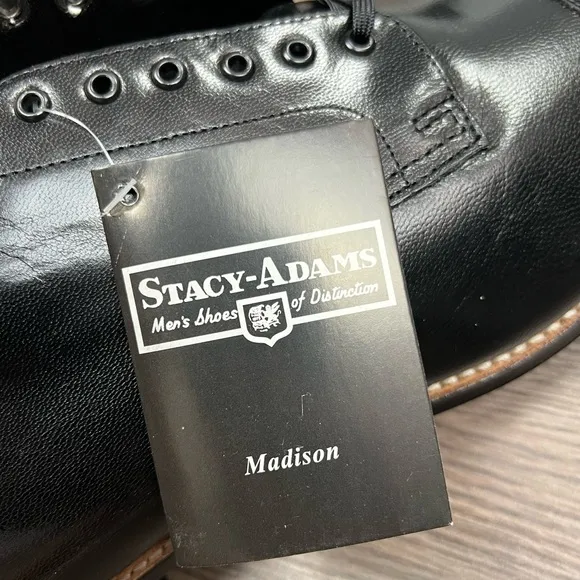 STACY-ADAMS
Men's Shoes of Distinction
Madison